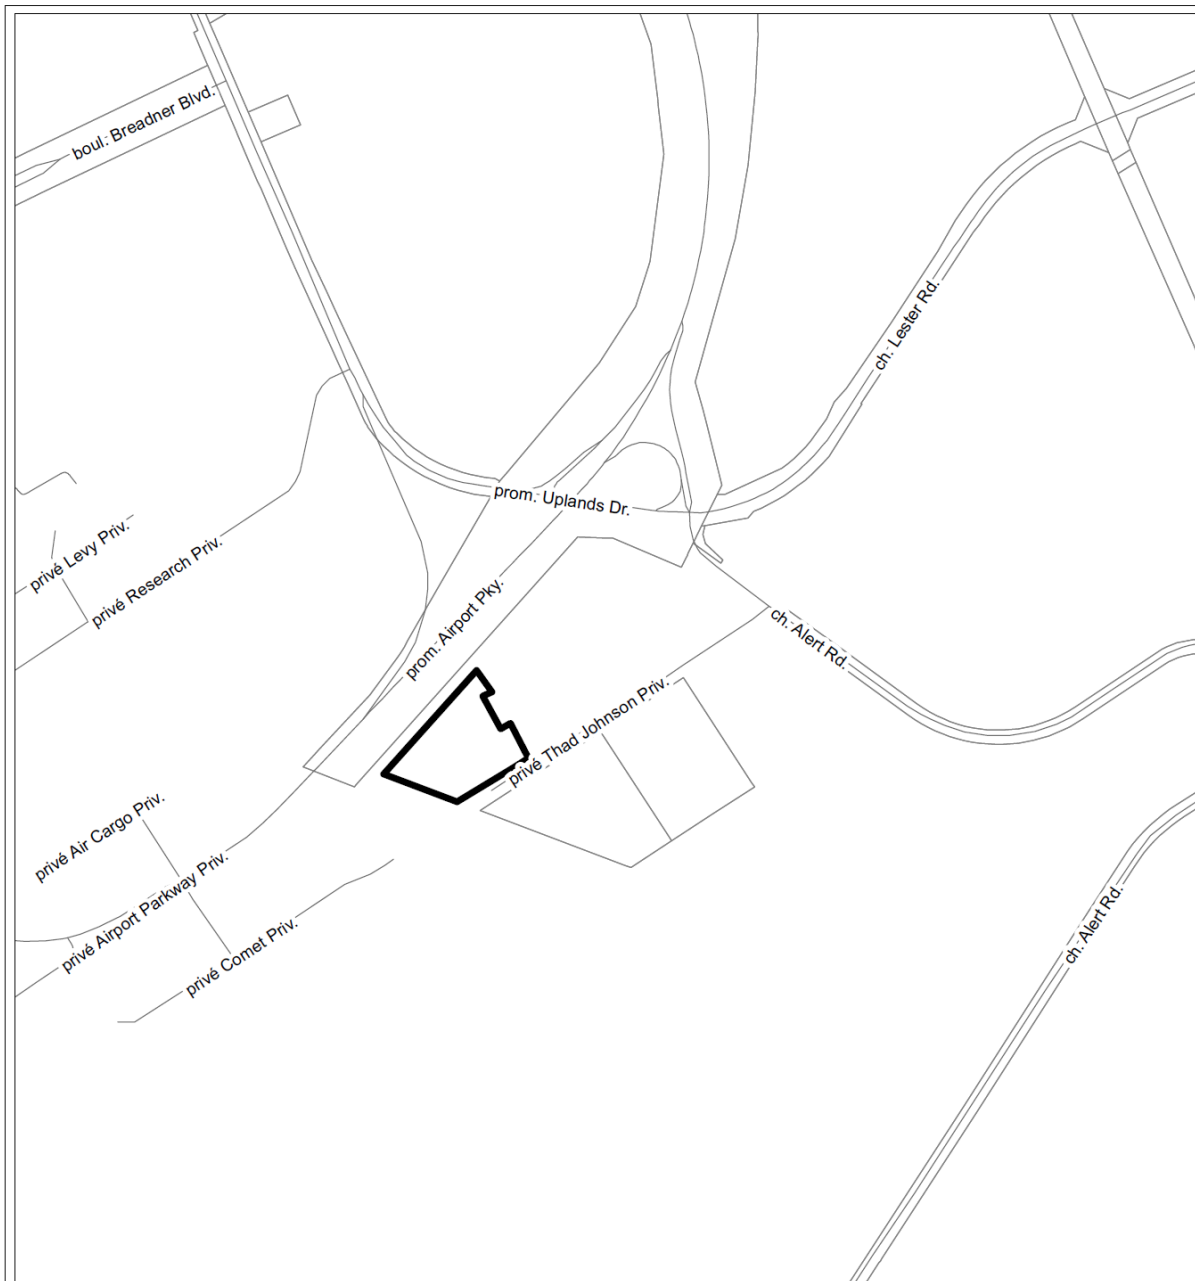 boul. Breadner Blvd.
ch. Lester Rd.
prom. Uplands Dr.
privé Levy Priv.
privé Research Priv.
prom. Airport Pky.
ch. Alert Rd.
privé Thad Johnson Priv.
privé Air Cargo Priv.
privé Airport Parkway Priv.
privé Comet Priv.
ch. Alert Rd.